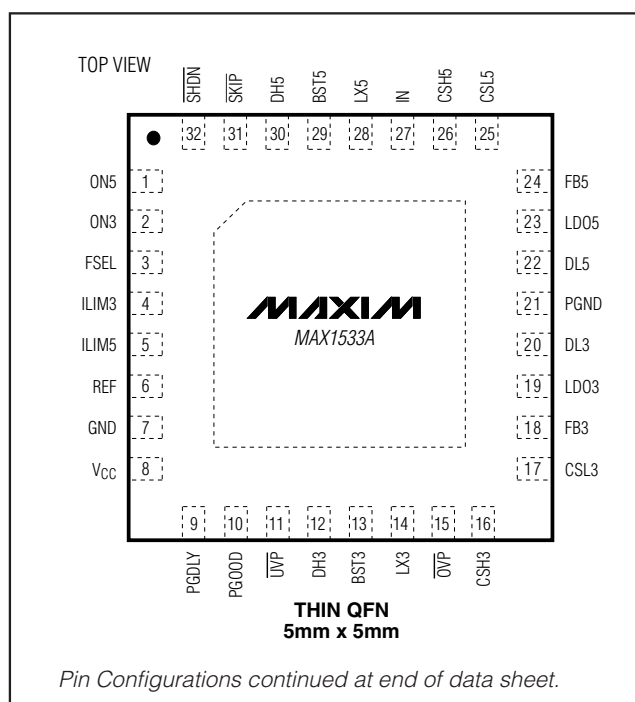 TOP VIEW
SHDN
SKIP
DH5
BST5
LX5
IN
CSH5
CSL5
32
31
30
29
28
27
26
25
ON5 1
ON3 2
FSEL 3
ILIM3 4
ILIM5 5
REF 6
GND 7
VCC 8
24 FB5
23 LDO5
22 DL5
21 PGND
20 DL3
19 LDO3
18 FB3
17 CSL3
MAXIM
MAX1533A
9
10
11
12
13
14
15
16
PGDLY
PGOOD
UVP
DH3
BST3
LX3
OVP
CSH3
THIN QFN
5mm x 5mm
Pin Configurations continued at end of data sheet.